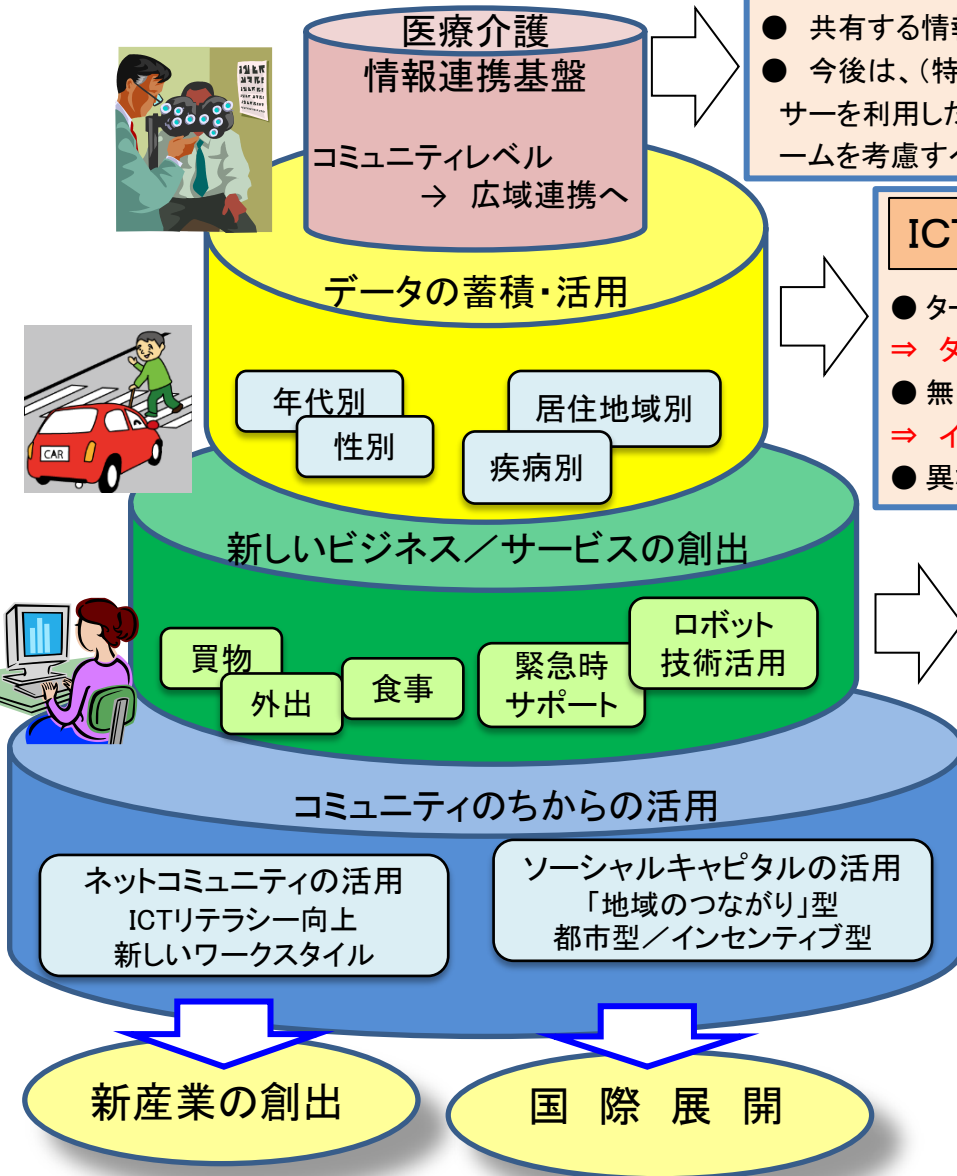 医療介護
情報連携基盤
コミュニティレベル
→ 広域連携へ
データの蓄積・活用
年代別
性別
居住地域別
疾病別
新しいビジネス／サービスの創出
買物
外出
食事
緊急時
サポート
ロボット
技術活用
コミュニティのちからの活用
ネットコミュニティの活用
ICTリテラシー向上
新しいワークスタイル
ソーシャルキャピタルの活用
「地域のつながり」型
都市型／インセンティブ型
新産業の創出
国 際 展 開
CAR
● 共有する情
● 今後は、（特
サーを利用した
ームを考慮すへ
ICT
● ター
⇒ タ
● 無
⇒ イ
● 異